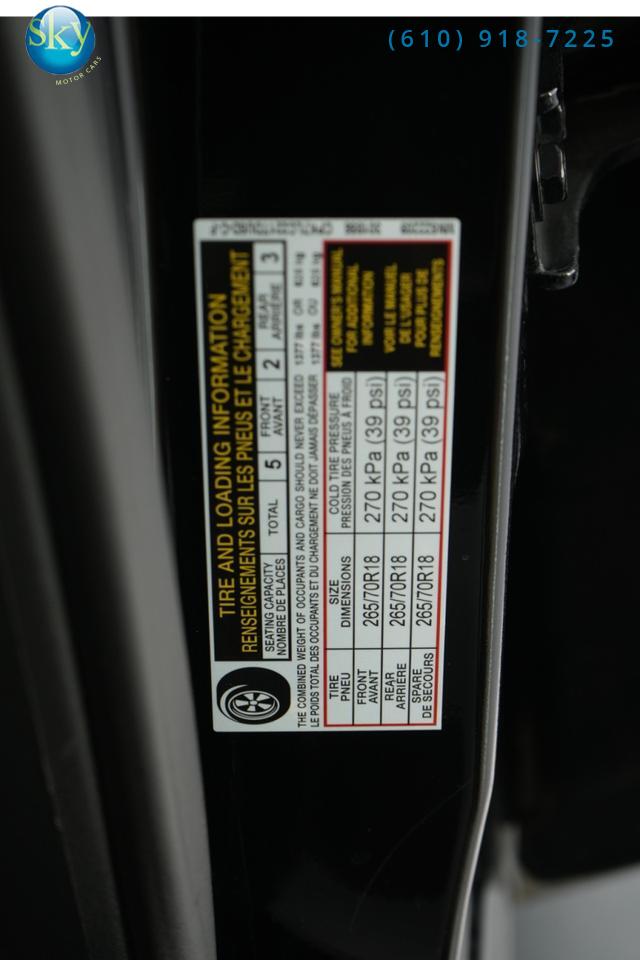 Sky
MOTOR CARS
(610) 918-7225
TIRE AND LOADING INFORMATION
RENSEIGNEMENTS SUR LES PNEUS ET LE CHARGEMENT
SEATING CAPACITY
NOMBRE DE PLACES
TOTAL 5
FRONT
AVANT
2
REAR
ARRIÈRE
3
THE COMBINED WEIGHT OF OCCUPANTS AND CARGO SHOULD NEVER EXCEED 1377 lbs OR kg
LE POIDS TOTAL DES OCCUPANTS ET DU CHARGEMENT NE DOIT JAMAIS DÉPASSER 1377 lbs OU kg
TIRE
PNEU
SIZE
DIMENSIONS
COLD TIRE PRESSURE
PRESSION DES PNEUS À FROID
FRONT
AVANT
265/70R18
270 kPa (39 psi)
REAR
ARRIÈRE
265/70R18
270 kPa (39 psi)
SPARE
DE SECOURS
265/70R18
270 kPa (39 psi)
SEE OWNER'S MANUAL
FOR ADDITIONAL
INFORMATION
VOIR LE MANUEL
DE L'USAGER
POUR PLUS DE
RENSEIGNEMENTS